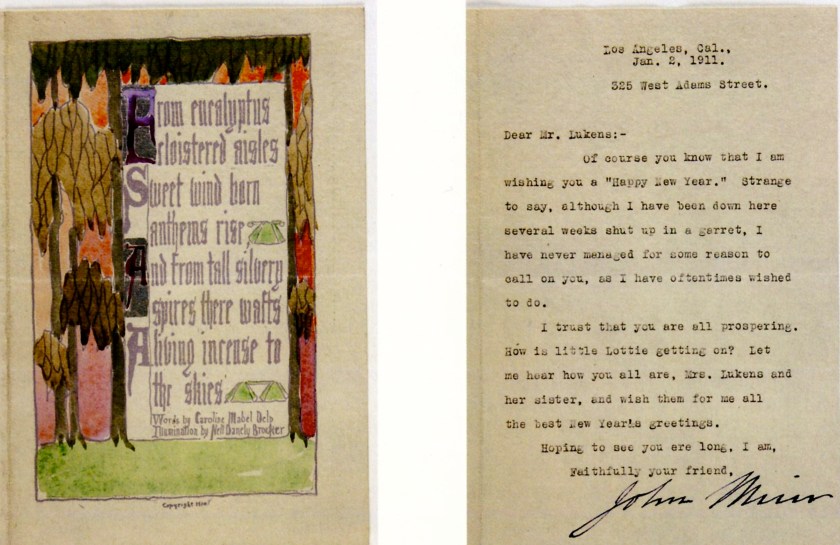 From eucalyptus
cloistered aisles
Sweet wind born
anthems rise
And from tall silvery
spires there wafts
A living incense to
the skies
Words by Caroline Mabel
Illumination by Nell Danely Brooker
Copyright
Los Angeles, Cal.,
Jan. 2, 1911.
325 West Adams Street.
Dear Mr. Lukens:-
Of course you know that I am
wishing you a "Happy New Year." Strange
to say, although I have been down here
several weeks shut up in a garret, I
have never managed for some reason to
call on you, as I have oftentimes wished
to do.
I trust that you are all prospering.
How is little Lottie getting on? Let
me hear how you all are, Mrs. Lukens and
her sister, and wish them for me all
the best New Year's greetings.
Hoping to see you ere long, I am,
Faithfully your friend,
John Muir